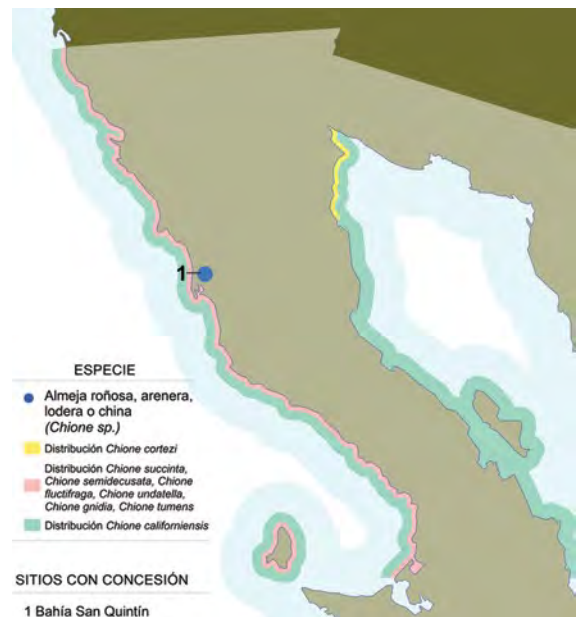 1
ESPECIE
Almeja roñosa, arenera,
lodera o china
(Chione sp.)
Distribución Chione cortezi
Distribución Chione succinta,
Chione semidecusata, Chione
fluctifraga, Chione undatella,
Chione gnidia, Chione tumens
Distribución Chione californiensis
SITIOS CON CONCESIÓN
1 Bahía San Quintín